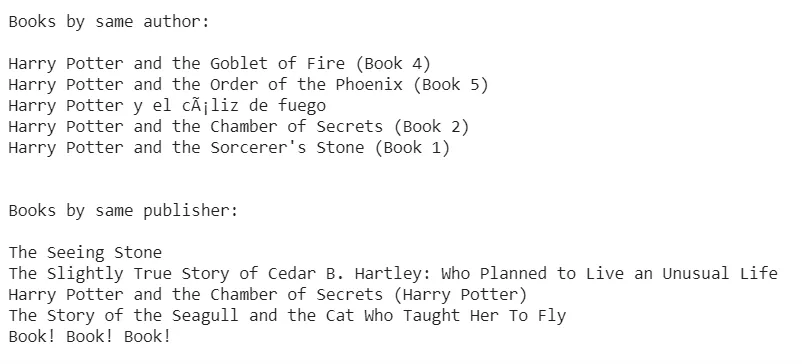 Books by same author:
Harry Potter and the Goblet of Fire (Book 4)
Harry Potter and the Order of the Phoenix (Book 5)
Harry Potter y el cÃ¡liz de fuego
Harry Potter and the Chamber of Secrets (Book 2)
Harry Potter and the Sorcerer's Stone (Book 1)
Books by same publisher:
The Seeing Stone
The Slightly True Story of Cedar B. Hartley: Who Planned to Live an Unusual Life
Harry Potter and the Chamber of Secrets (Harry Potter)
The Story of the Seagull and the Cat Who Taught Her To Fly
Book! Book! Book!